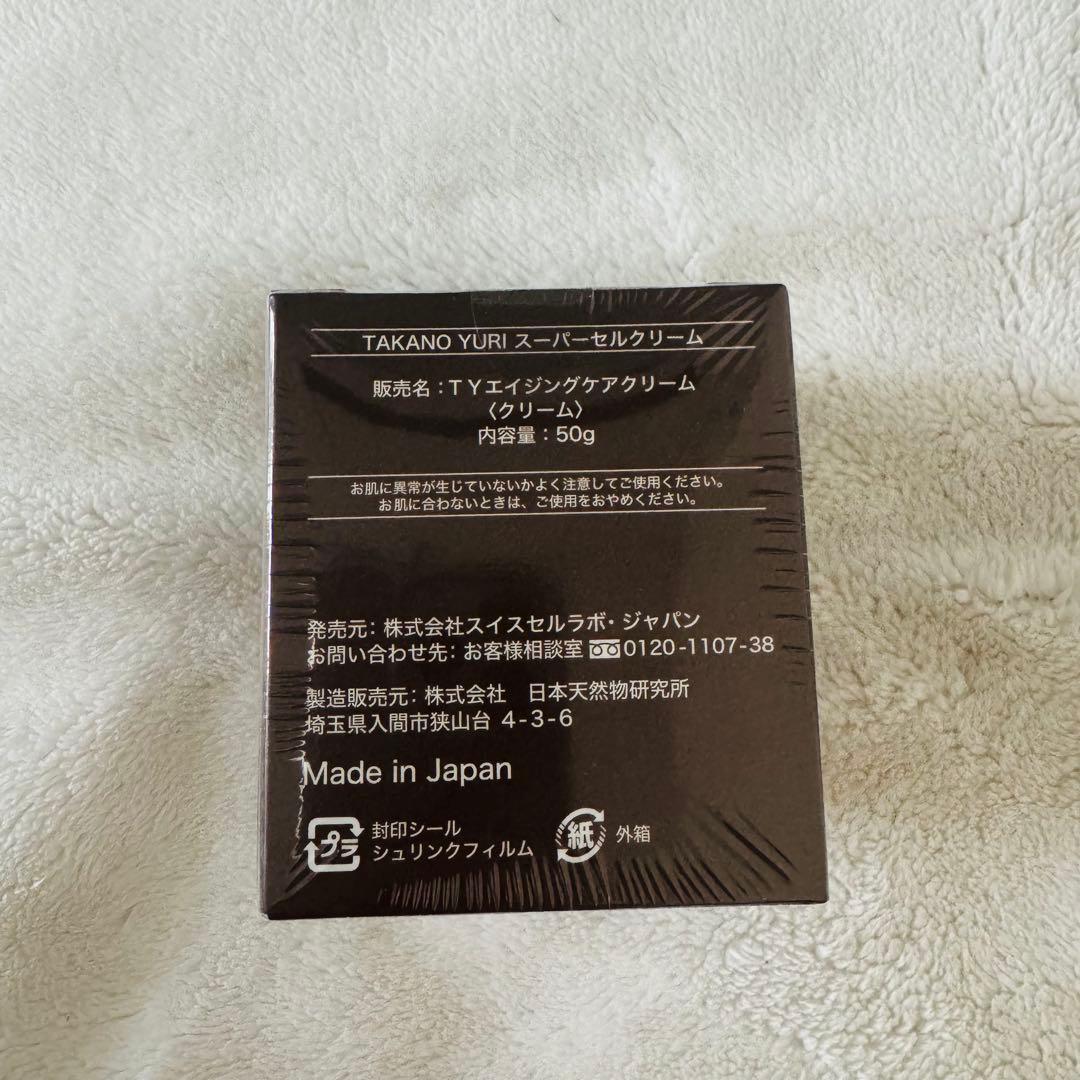 TAKANO YURI スーパーセルクリーム
販売名：ＴＹエイジングケアクリーム
〈クリーム〉
内容量：50g
お肌に異常が生じていないかよく注意してご使用ください。
お肌に合わないときは、ご使用をおやめください。
発売元：株式会社スイスセルラボ・ジャパン
お問い合わせ先：お客様相談室 0120-1107-38
製造販売元：株式会社　日本天然物研究所
埼玉県入間市狭山台 4-3-6
Made in Japan
プラ 封印シール
シュリンクフィルム
紙 外箱